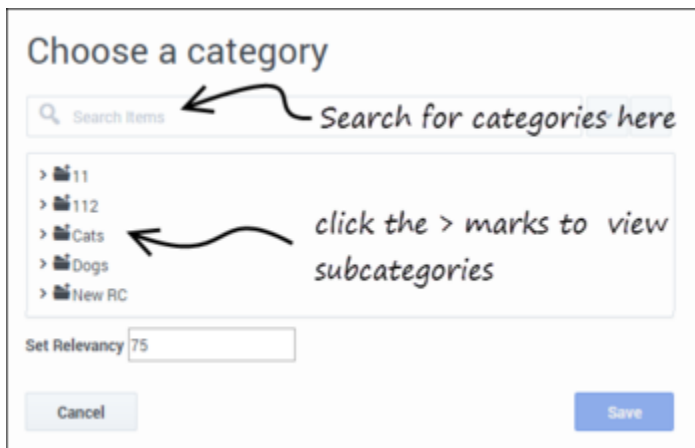 Choose a category
Search Items
Search for categories here
> 11
> 112
> Cats
> Dogs
> New RC
click the > marks to view
subcategories
Set Relevancy 75
Cancel
Save